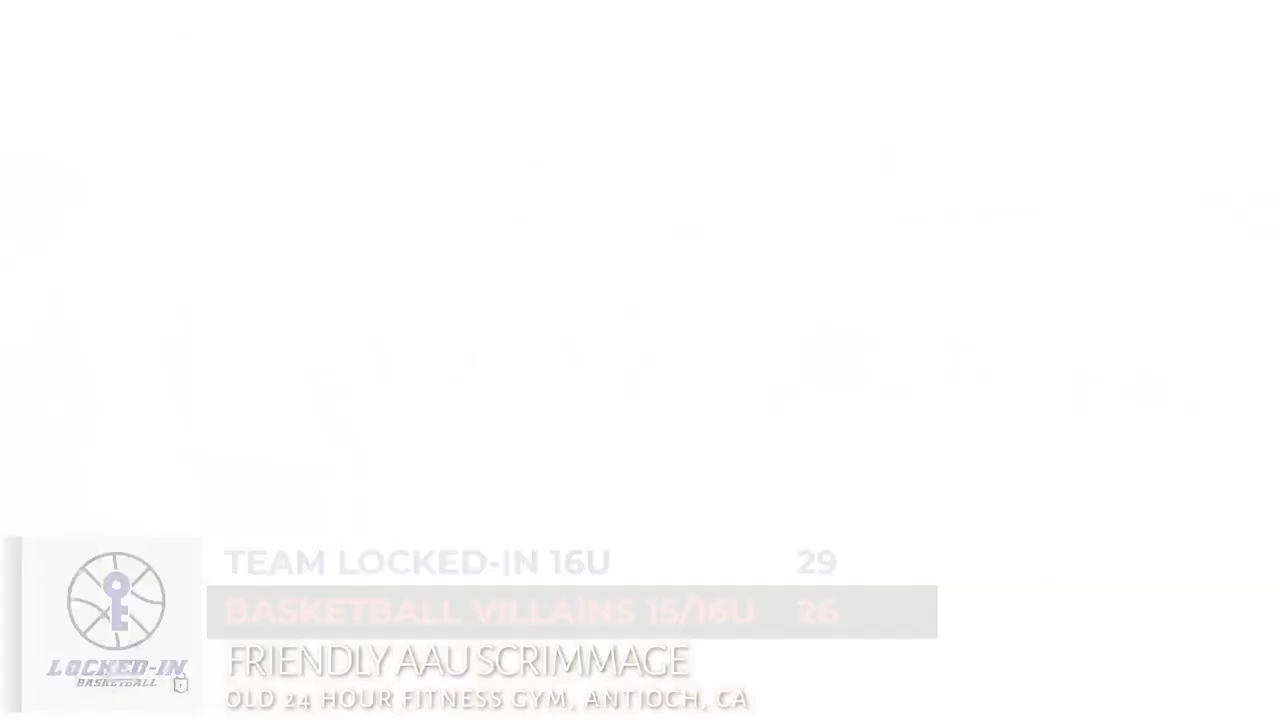 TEAM LOCKED-IN 16U 29
BASKETBALL VILLAINS 15/16U 26
FRIENDLY AAU SCRIMMAGE
OLD 24 HOUR FITNESS GYM, ANTIOCH, CA
LOCKED-IN
BASKETBALL